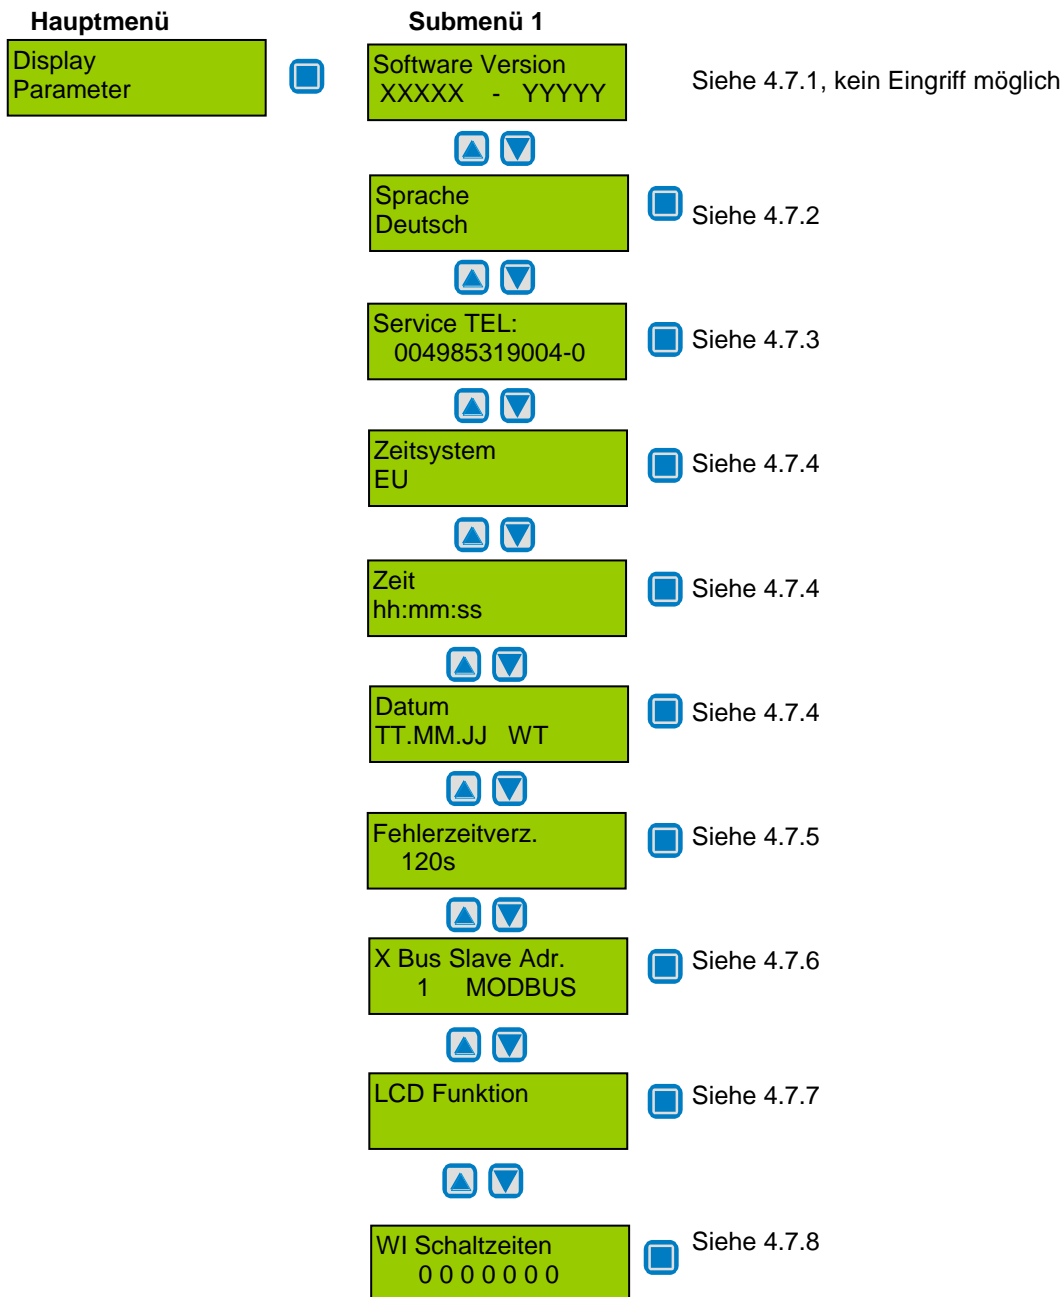 Hauptmenü Submenü 1
Display
Parameter
Software Version
XXXXX - YYYYY
Siehe 4.7.1, kein Eingriff möglich
Sprache
Deutsch
Siehe 4.7.2
Service TEL:
004985319004-0
Siehe 4.7.3
Zeitsystem
EU
Siehe 4.7.4
Zeit
hh:mm:ss
Siehe 4.7.4
Datum
TT.MM.JJ WT
Siehe 4.7.4
Fehlerzeitverz.
120s
Siehe 4.7.5
X Bus Slave Adr.
1 MODBUS
Siehe 4.7.6
LCD Funktion
Siehe 4.7.7
WI Schaltzeiten
0 0 0 0 0 0 0
Siehe 4.7.8